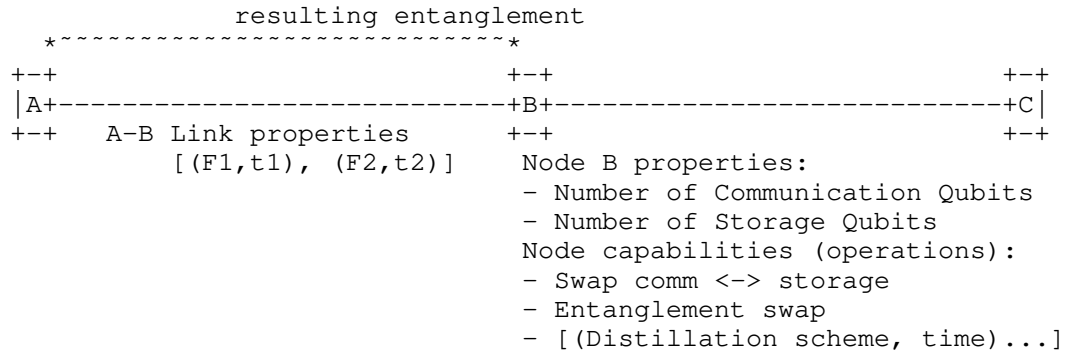 resulting entanglement
*~~~~~~~~~~~~~~~~~~~~~~~~~~~~*
+-+                            +-+                            +-+
|A+----------------------------+B+----------------------------+C|
+-+   A-B Link properties      +-+                            +-+
[(F1,t1), (F2,t2)]    Node B properties:
- Number of Communication Qubits
- Number of Storage Qubits
Node capabilities (operations):
- Swap comm <-> storage
- Entanglement swap
- [(Distillation scheme, time)...]